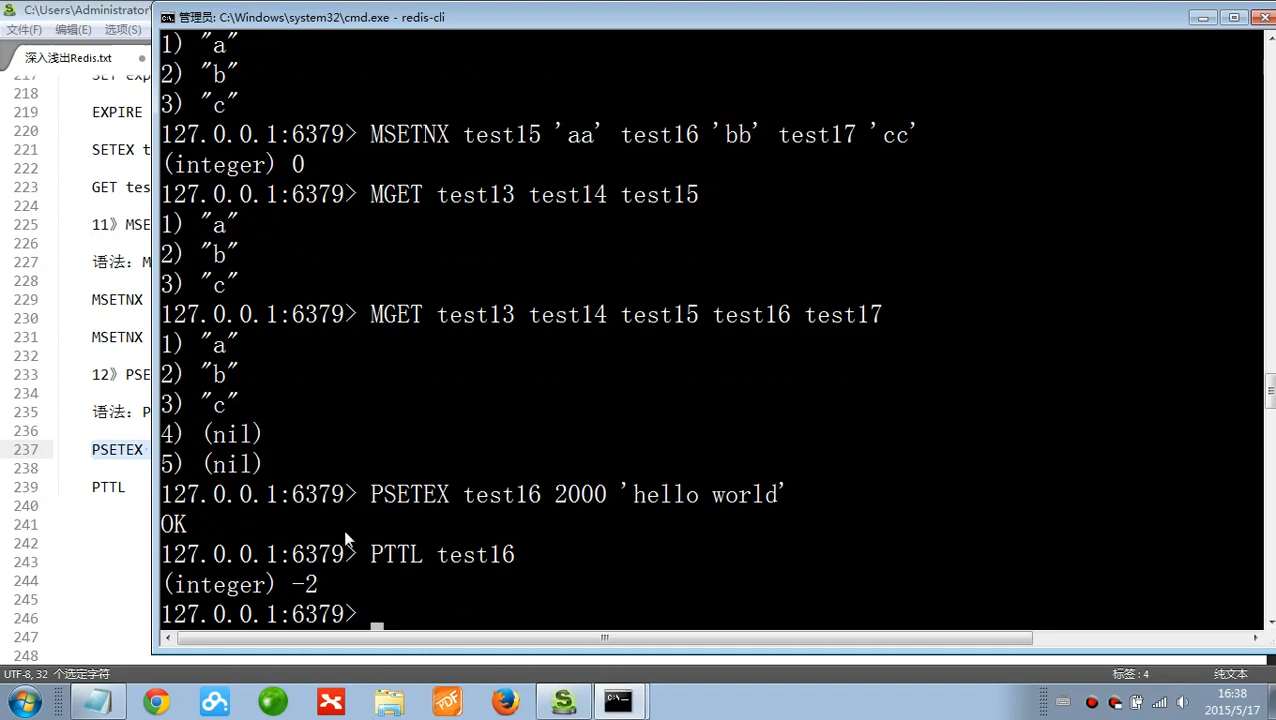 C:\Users\Administrator
管理员: C:\Windows\system32\cmd.exe - redis-cli
文件(F) 编辑(E) 选项(S)
深入浅出Redis.txt
1) "a"
2) "b"
218
3) "c"
219 EXPIRE
127.0.0.1:6379> MSETNX test15 'aa' test16 'bb' test17 'cc'
220
221 SETEX t
(integer) 0
222
223 GET tes
127.0.0.1:6379> MGET test13 test14 test15
224
225 11》MSE
1) "a"
226
2) "b"
227 语法: M
228
3) "c"
229 MSETNX
127.0.0.1:6379> MGET test13 test14 test15 test16 test17
230
231 MSETNX
1) "a"
232
233 12》PSE
2) "b"
234
3) "c"
235 语法: P
236
4) (nil)
237 PSETEX
5) (nil)
238
239 PTTL
127.0.0.1:6379> PSETEX test16 2000 'hello world'
240
241
OK
242
127.0.0.1:6379> PTTL test16
243
244
(integer) -2
245
246
127.0.0.1:6379>
247
248
UTF-8, 32 个选定字符
标签: 4
纯文本
PDF
16:38
2015/5/17